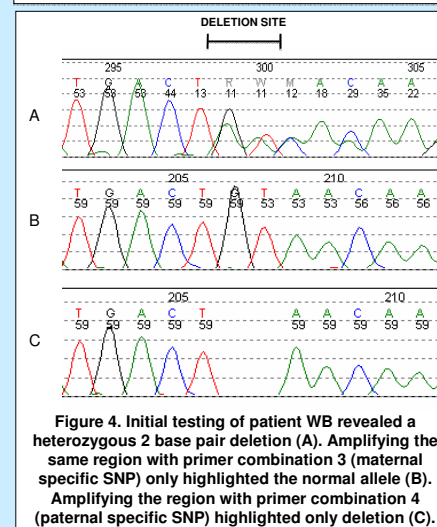 DELETION SITE
295 300 305
T G A C T R W M A C A A
53 53 53 44 13 11 11 12 18 29 35 22
A
205 210
T G A C T G T A A C A A
59 59 59 59 59 59 53 53 53 56 56 56
B
205 210
T G A C T A A C A A
59 59 59 59 59 59 59 59 59 59
C
Figure 4. Initial testing of patient WB revealed a
heterozygous 2 base pair deletion (A). Amplifying the
same region with primer combination 3 (maternal
specific SNP) only highlighted the normal allele (B).
Amplifying the region with primer combination 4
(paternal specific SNP) highlighted only deletion (C).